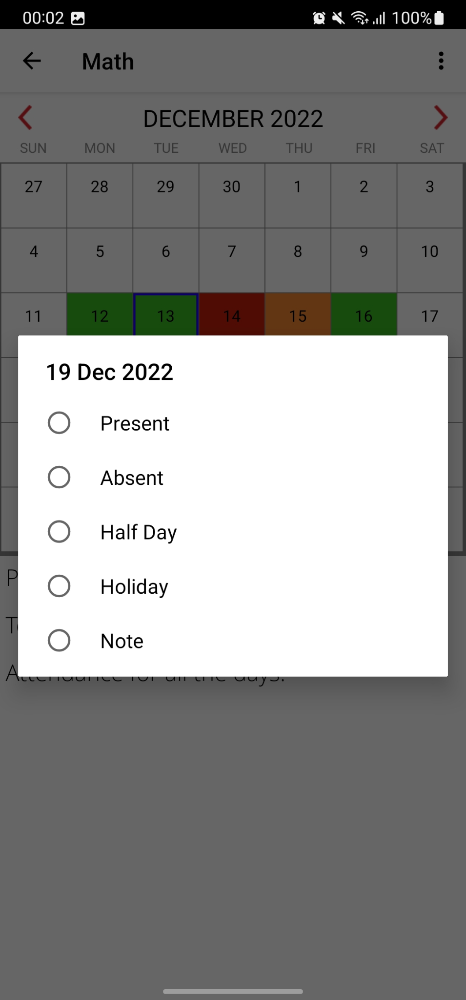 00:02 100%
Math
DECEMBER 2022
SUN MON TUE WED THU FRI SAT
27 28 29 30 1 2 3
4 5 6 7 8 9 10
11 12 13 14 15 16 17
19 Dec 2022
Present
Absent
Half Day
Holiday
Note
Attendance for all the days: